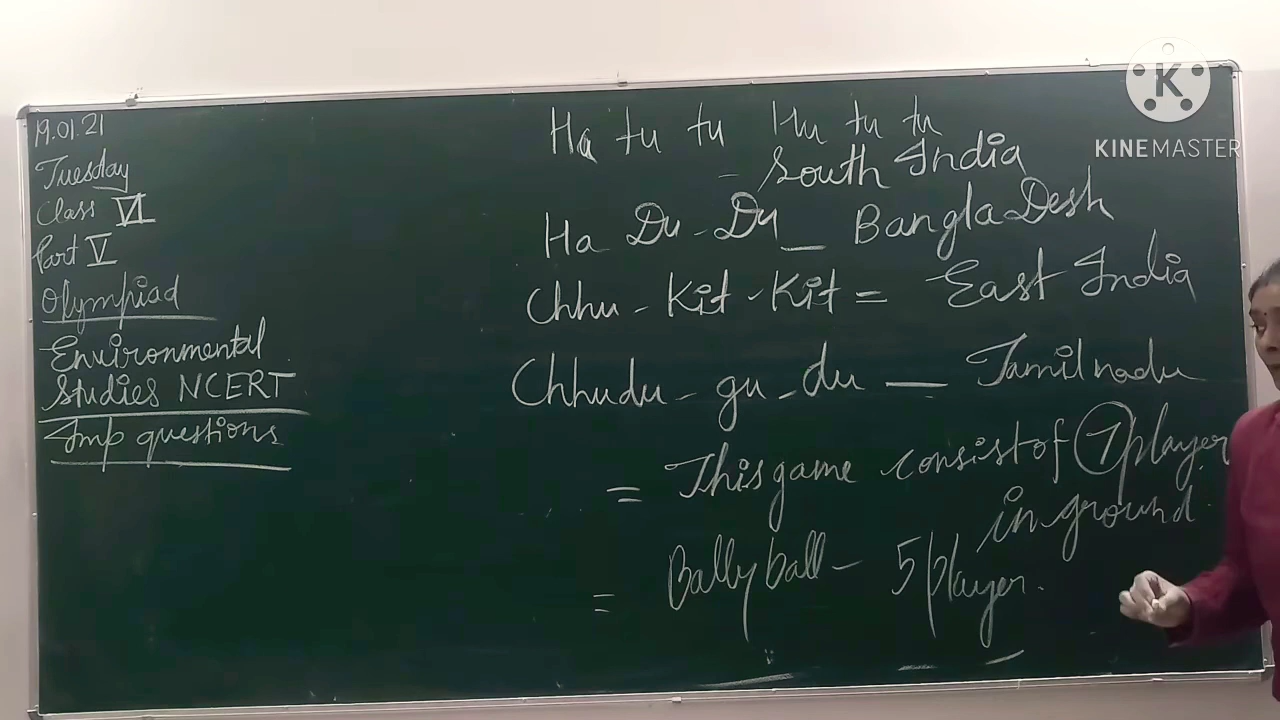 19.01.21
Tuesday
Class VI
Part V
Olympiad
Environmental
Studies NCERT
Imp questions
Ha tu tu Hu tu tu
- South India
Ha Du - Du - BanglaDesh
Chhu - Kit - Kit = East India
Chhudu - gu - du - Tamilnadu
= This game consist of 7 player
in ground.
= Bally ball - 5 player.
K
KINEMASTER